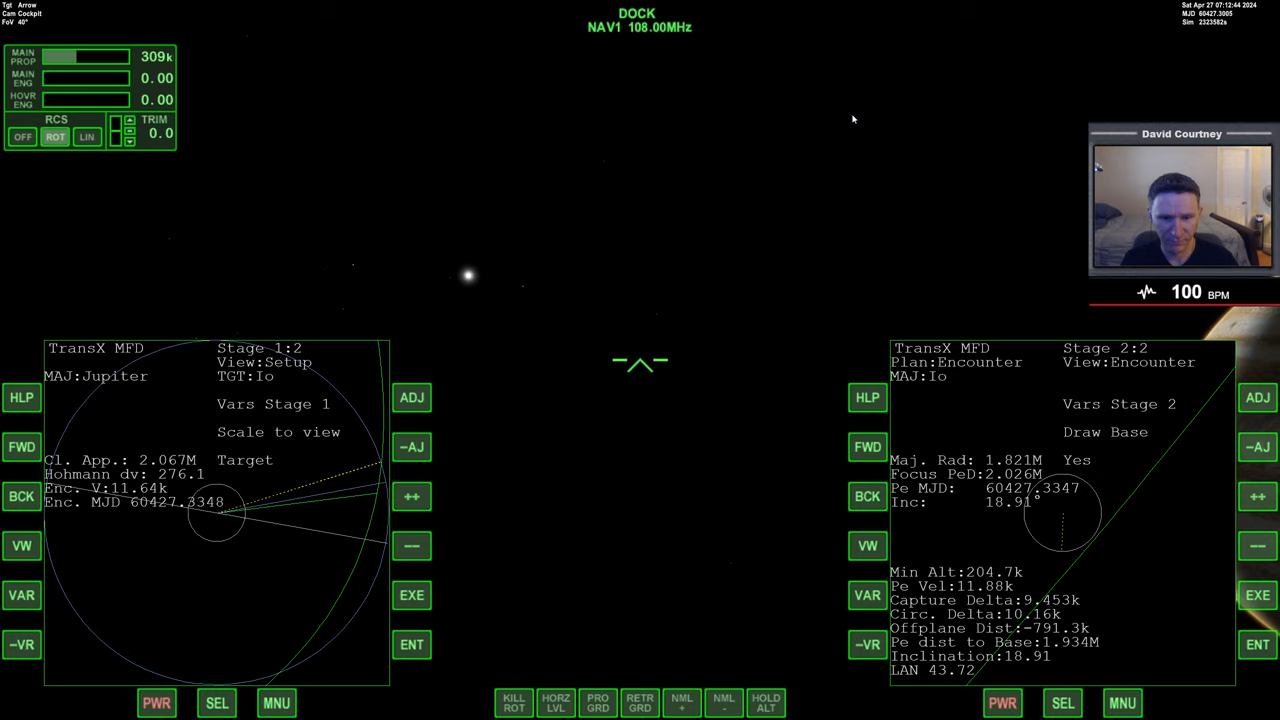 Tgt Arrow
Cam Cockpit
FoV 40°
DOCK
NAV1 108.00MHz
Sat Apr 27 07:12:44 2024
MJD 60427.3005
Sim 2323582s
MAIN PROP 309k
MAIN ENG 0.00
HOVR ENG 0.00
RCS TRIM
OFF ROT LIN 0.0
David Courtney
100 BPM
TransX MFD Stage 1:2
View:Setup
MAJ:Jupiter TGT:Io
Vars Stage 1
Scale to view
Cl. App.: 2.067M Target
Hohmann dv: 276.1
Enc. V:11.64k
Enc. MJD 60427.3348
HLP
FWD
BCK
VW
VAR
-VR
ADJ
-AJ
++
--
EXE
ENT
PWR SEL MNU
KILL ROT
HORZ LVL
PRO GRD
RETR GRD
NML +
NML -
HOLD ALT
TransX MFD Stage 2:2
Plan:Encounter View:Encounter
MAJ:Io
Vars Stage 2
Draw Base
Maj. Rad: 1.821M Yes
Focus PeD:2.026M
Pe MJD: 60427.3347
Inc: 18.91°
Min Alt:204.7k
Pe Vel:11.88k
Capture Delta:9.453k
Circ. Delta:10.16k
Offplane Dist:-791.3k
Pe dist to Base:1.934M
Inclination:18.91
LAN 43.72
HLP
FWD
BCK
VW
VAR
-VR
ADJ
-AJ
++
--
EXE
ENT
PWR SEL MNU